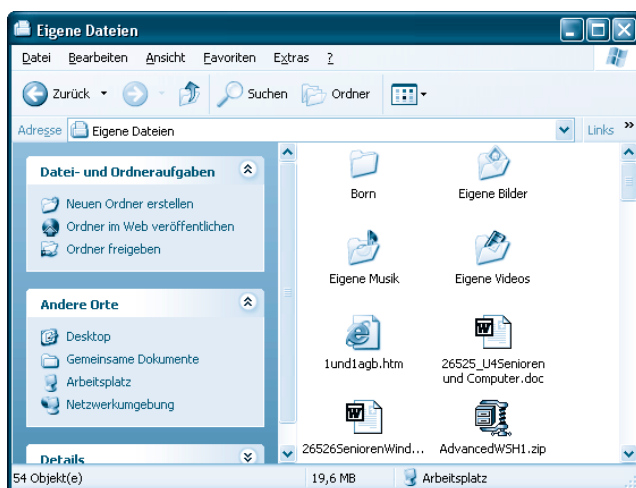 Eigene Dateien
Datei Bearbeiten Ansicht Favoriten Extras ?
Zurück Suchen Ordner
Adresse Eigene Dateien Links »
Datei- und Ordneraufgaben
Neuen Ordner erstellen
Ordner im Web veröffentlichen
Ordner freigeben
Andere Orte
Desktop
Gemeinsame Dokumente
Arbeitsplatz
Netzwerkumgebung
Details
Born Eigene Bilder
Eigene Musik Eigene Videos
1und1agb.htm 26525_U4Senioren
und Computer.doc
26526SeniorenWind... AdvancedWSH1.zip
54 Objekt(e) 19,6 MB Arbeitsplatz